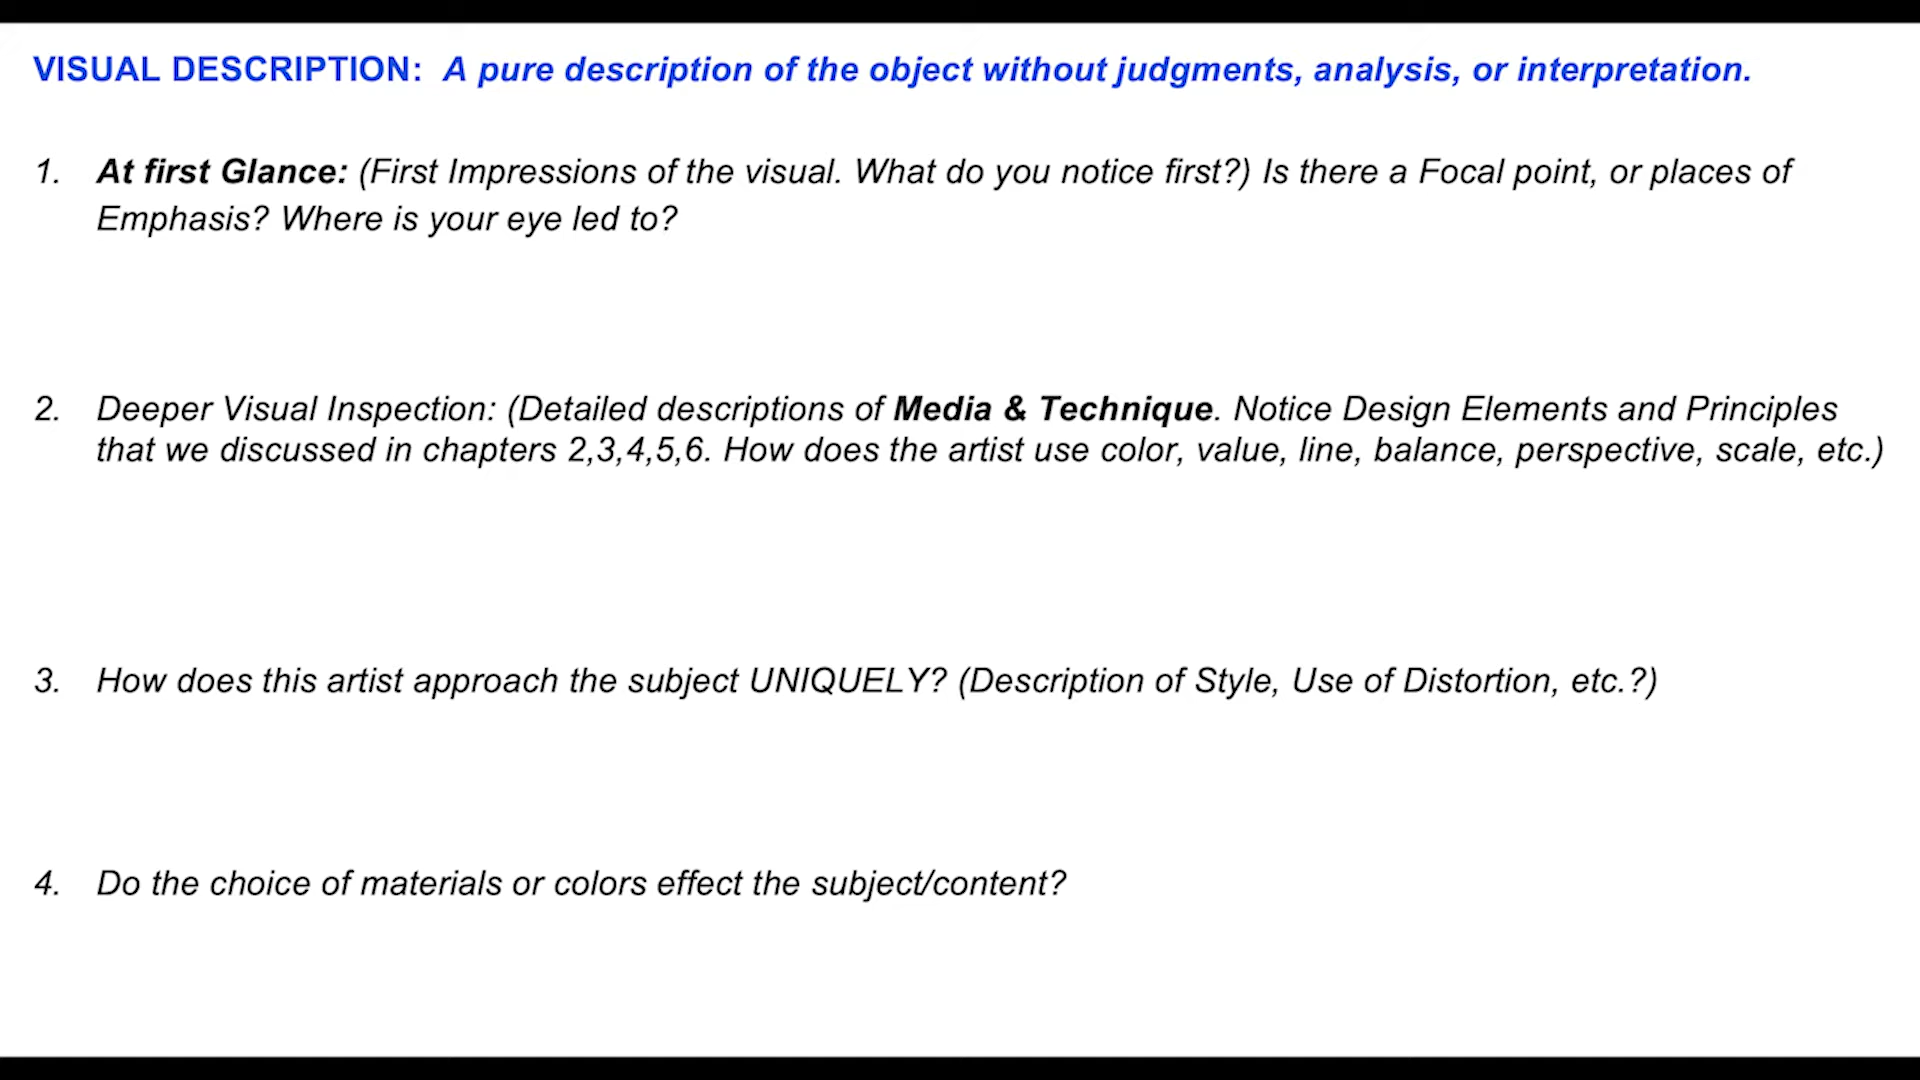 VISUAL DESCRIPTION: A pure description of the object without judgments, analysis, or interpretation.
1. At first Glance: (First Impressions of the visual. What do you notice first?) Is there a Focal point, or places of
Emphasis? Where is your eye led to?
2. Deeper Visual Inspection: (Detailed descriptions of Media & Technique. Notice Design Elements and Principles
that we discussed in chapters 2,3,4,5,6. How does the artist use color, value, line, balance, perspective, scale, etc.)
3. How does this artist approach the subject UNIQUELY? (Description of Style, Use of Distortion, etc.?)
4. Do the choice of materials or colors effect the subject/content?